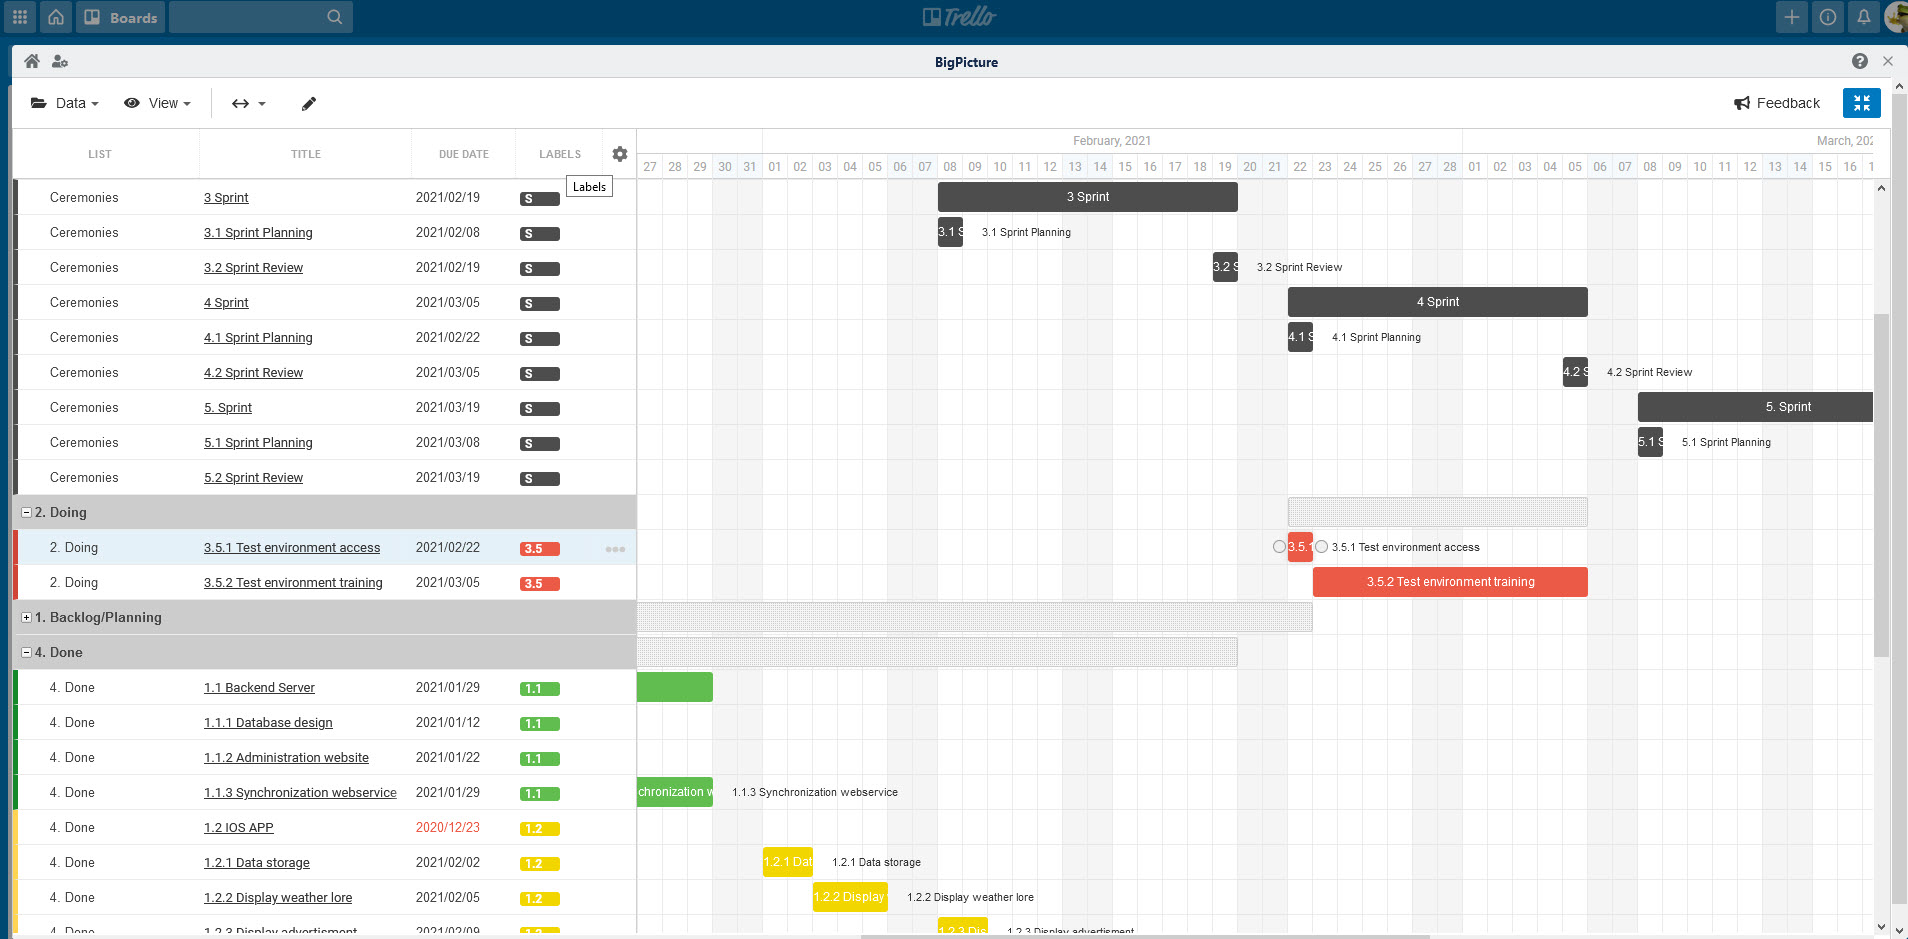 Boards
Trello
BigPicture
Data
View
Feedback
LIST TITLE DUE DATE LABELS
February, 2021 March, 202
27 28 29 30 31 01 02 03 04 05 06 07 08 09 10 11 12 13 14 15 16 17 18 19 20 21 22 23 24 25 26 27 28 01 02 03 04 05 06 07 08 09 10 11 12 13 14 15 16 1
Labels
Ceremonies 3 Sprint 2021/02/19 S 3 Sprint
Ceremonies 3.1 Sprint Planning 2021/02/08 S 3.1 S 3.1 Sprint Planning
Ceremonies 3.2 Sprint Review 2021/02/19 S 3.2 S 3.2 Sprint Review
Ceremonies 4 Sprint 2021/03/05 S 4 Sprint
Ceremonies 4.1 Sprint Planning 2021/02/22 S 4.1 S 4.1 Sprint Planning
Ceremonies 4.2 Sprint Review 2021/03/05 S 4.2 S 4.2 Sprint Review
Ceremonies 5. Sprint 2021/03/19 S 5. Sprint
Ceremonies 5.1 Sprint Planning 2021/03/08 S 5.1 S 5.1 Sprint Planning
Ceremonies 5.2 Sprint Review 2021/03/19 S
2. Doing
2. Doing 3.5.1 Test environment access 2021/02/22 3.5 3.5.1 3.5.1 Test environment access
2. Doing 3.5.2 Test environment training 2021/03/05 3.5 3.5.2 Test environment training
1. Backlog/Planning
4. Done
4. Done 1.1 Backend Server 2021/01/29 1.1
4. Done 1.1.1 Database design 2021/01/12 1.1
4. Done 1.1.2 Administration website 2021/01/22 1.1
4. Done 1.1.3 Synchronization webservice 2021/01/29 1.1 chronization w 1.1.3 Synchronization webservice
4. Done 1.2 IOS APP 2020/12/23 1.2
4. Done 1.2.1 Data storage 2021/02/02 1.2 1.2.1 Dat 1.2.1 Data storage
4. Done 1.2.2 Display weather lore 2021/02/05 1.2 1.2.2 Display 1.2.2 Display weather lore
4. Done 1.2.3 Display advertisment 2021/02/09 1.2 1.2.3 Dis 1.2.3 Display advertisment